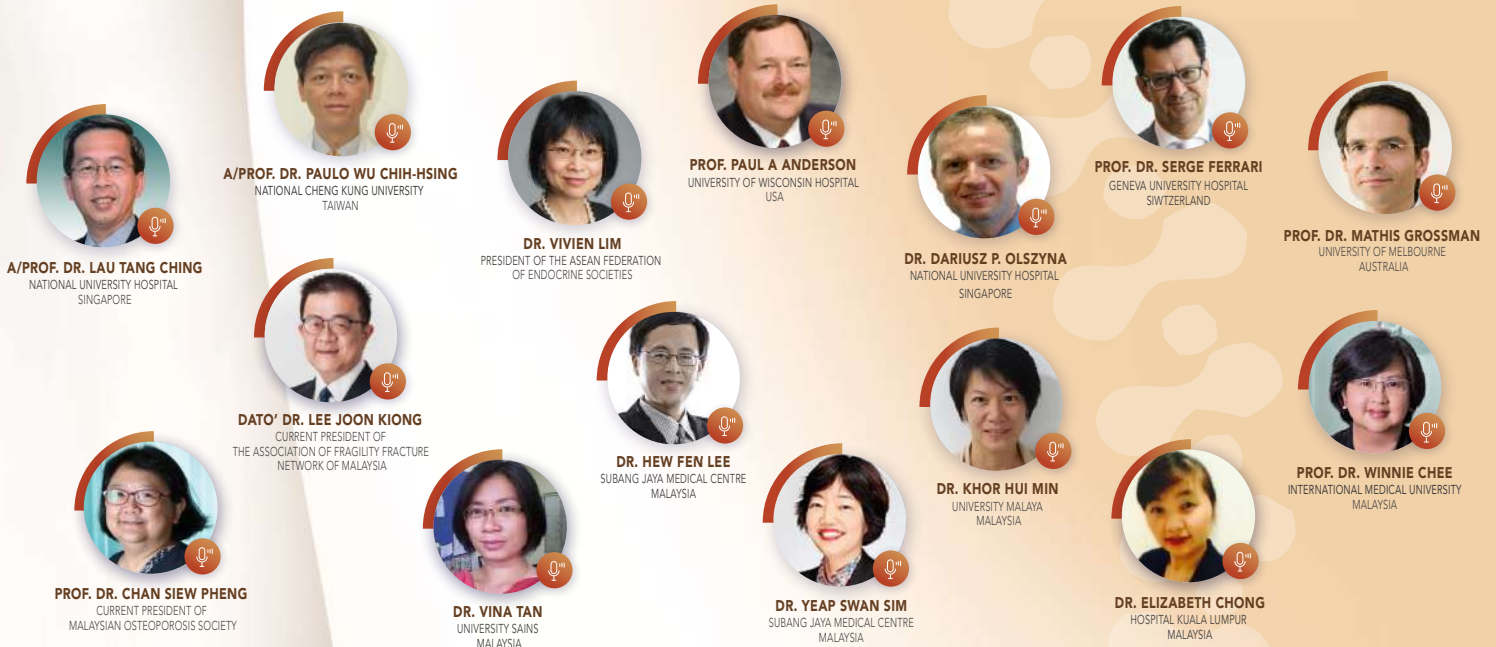 A/PROF. DR. LAU TANG CHING
NATIONAL UNIVERSITY HOSPITAL
SINGAPORE
A/PROF. DR. PAULO WU CHIH-HSING
NATIONAL CHENG KUNG UNIVERSITY
TAIWAN
DR. VIVIEN LIM
PRESIDENT OF THE ASEAN FEDERATION
OF ENDOCRINE SOCIETIES
PROF. PAUL A ANDERSON
UNIVERSITY OF WISCONSIN HOSPITAL
USA
DR. DARIUSZ P. OLSZYNA
NATIONAL UNIVERSITY HOSPITAL
SINGAPORE
PROF. DR. SERGE FERRARI
GENEVA UNIVERSITY HOSPITAL
SIWTZERLAND
PROF. DR. MATHIS GROSSMAN
UNIVERSITY OF MELBOURNE
AUSTRALIA
DATO' DR. LEE JOON KIONG
CURRENT PRESIDENT OF
THE ASSOCIATION OF FRAGILITY FRACTURE
NETWORK OF MALAYSIA
DR. HEW FEN LEE
SUBANG JAYA MEDICAL CENTRE
MALAYSIA
DR. KHOR HUI MIN
UNIVERSITY MALAYA
MALAYSIA
PROF. DR. WINNIE CHEE
INTERNATIONAL MEDICAL UNIVERSITY
MALAYSIA
PROF. DR. CHAN SIEW PHENG
CURRENT PRESIDENT OF
MALAYSIAN OSTEOPOROSIS SOCIETY
DR. VINA TAN
UNIVERSITY SAINS
MALAYSIA
DR. YEAP SWAN SIM
SUBANG JAYA MEDICAL CENTRE
MALAYSIA
DR. ELIZABETH CHONG
HOSPITAL KUALA LUMPUR
MALAYSIA